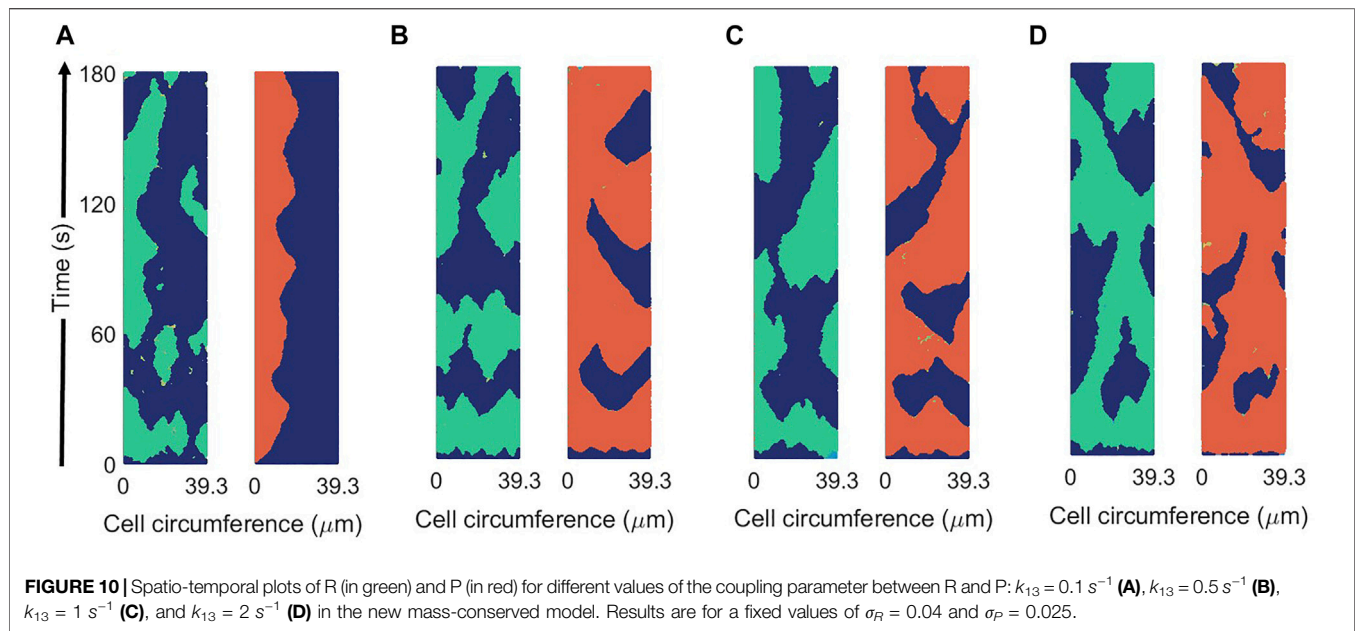 A
B
C
D
180
120
60
0
Time (s)
0 39.3 0 39.3
0 39.3 0 39.3
0 39.3 0 39.3
0 39.3 0 39.3
Cell circumference (μm)
Cell circumference (μm)
Cell circumference (μm)
Cell circumference (μm)
FIGURE 10 | Spatio-temporal plots of R (in green) and P (in red) for different values of the coupling parameter between R and P: k₁₃ = 0.1 s⁻¹ (A), k₁₃ = 0.5 s⁻¹ (B),
k₁₃ = 1 s⁻¹ (C), and k₁₃ = 2 s⁻¹ (D) in the new mass-conserved model. Results are for a fixed values of σ_R = 0.04 and σ_P = 0.025.